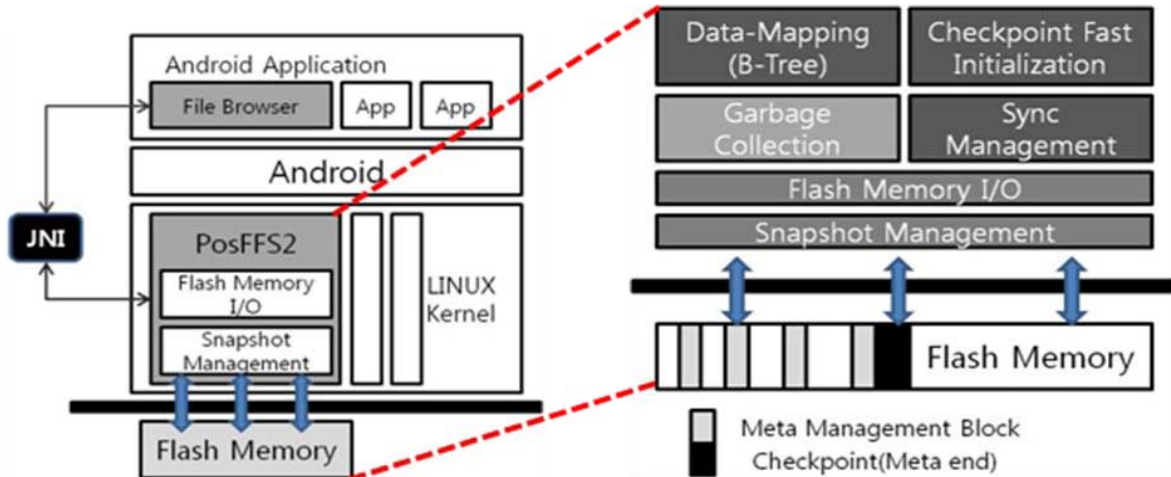 Android Application
File Browser
App
App
Android
JNI
PosFFS2
Flash Memory
I/O
Snapshot
Management
LINUX
Kernel
Flash Memory
Data-Mapping
(B-Tree)
Checkpoint Fast
Initialization
Garbage
Collection
Sync
Management
Flash Memory I/O
Snapshot Management
Flash Memory
Meta Management Block
Checkpoint(Meta end)